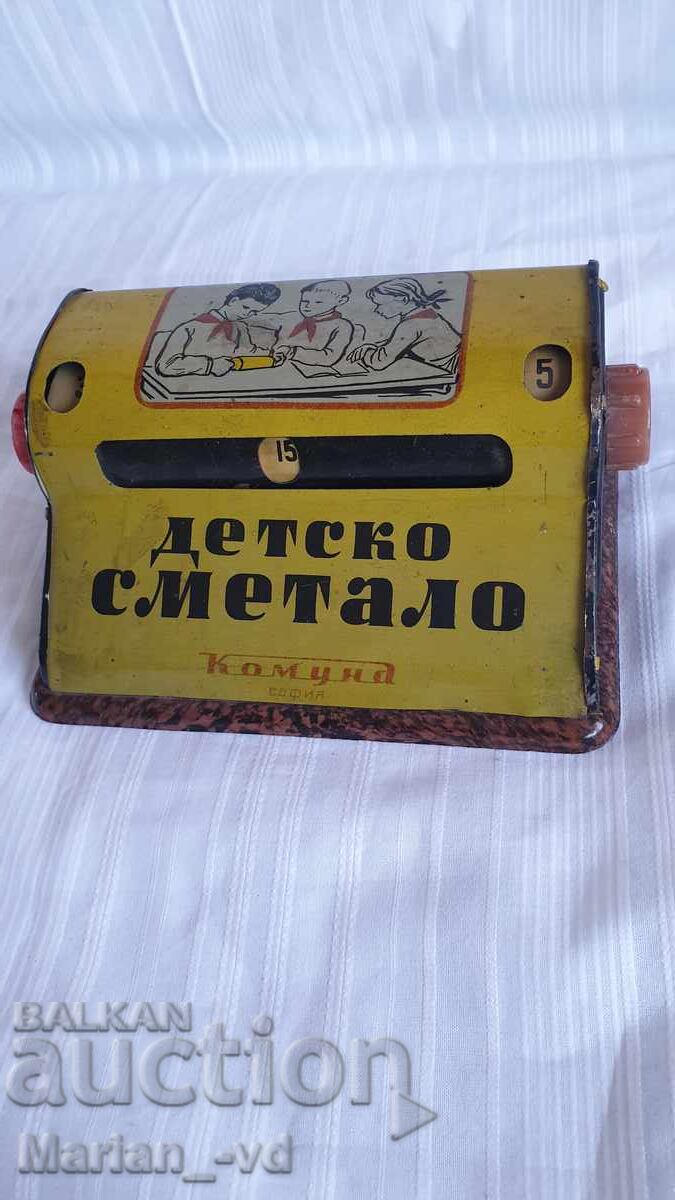 5
15
детско
сметало
Комуна
СОФИЯ
BALKAN
auction
Marian_-vd